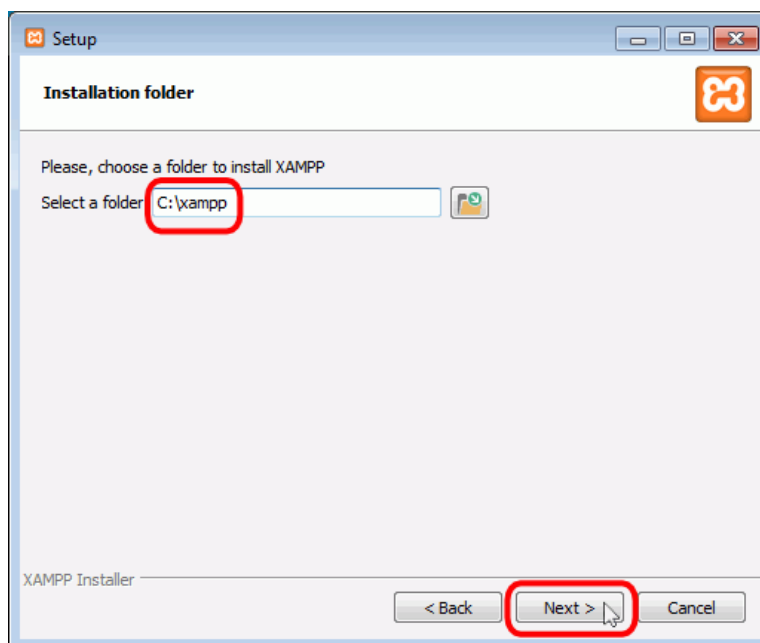 Setup
Installation folder
Please, choose a folder to install XAMPP
Select a folder C:\xampp
XAMPP Installer
< Back Next > Cancel